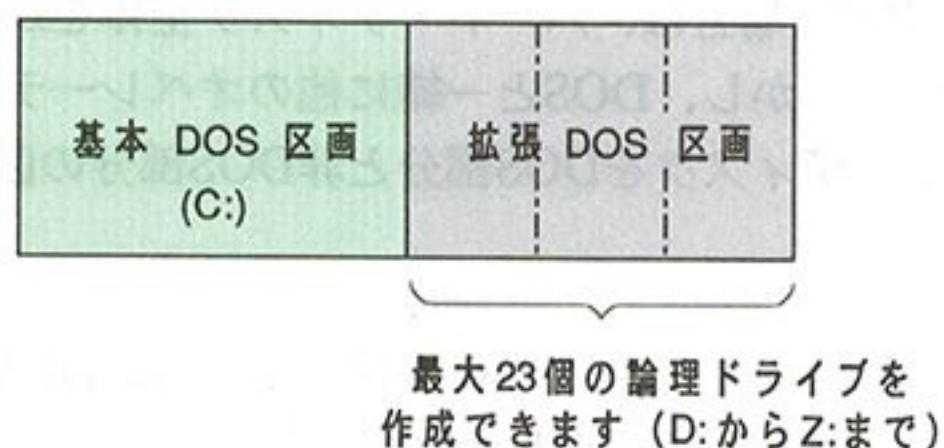 基本 DOS 区画
(C:)
拡張 DOS 区画
最大23個の論理ドライブを
作成できます (D:からZ:まで)